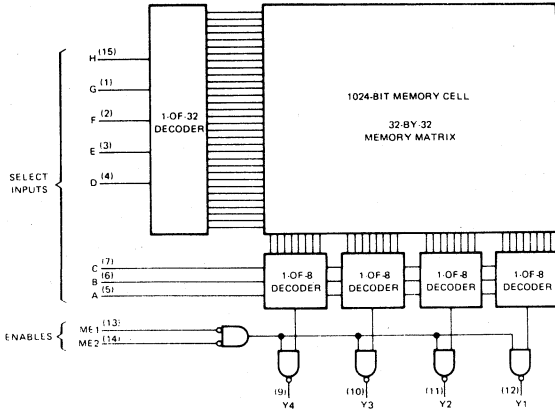 H (15)
G (1)
F (2)
E (3)
D (4)
SELECT
INPUTS
1-OF-32
DECODER
1024-BIT MEMORY CELL
32-BY-32
MEMORY MATRIX
C (7)
B (6)
A (5)
1-OF-8
DECODER
1-OF-8
DECODER
1-OF-8
DECODER
1-OF-8
DECODER
ENABLES
ME1 (13)
ME2 (14)
(9)
Y4
(10)
Y3
(11)
Y2
(12)
Y1